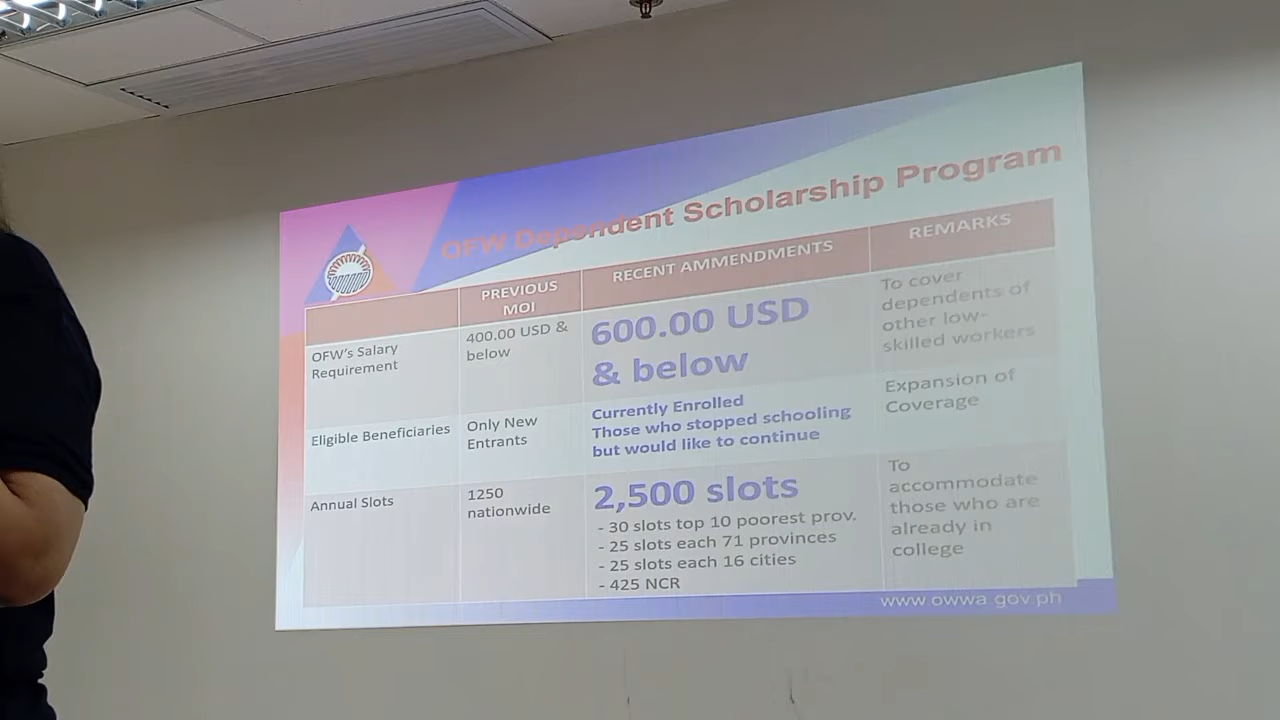 OFW Dependent Scholarship Program
PREVIOUS
MOI
RECENT AMMENDMENTS
REMARKS
OFW's Salary
Requirement
400.00 USD &
below
600.00 USD
& below
To cover
dependents of
other low-
skilled workers
Eligible Beneficiaries
Only New
Entrants
Currently Enrolled
Those who stopped schooling
but would like to continue
Expansion of
Coverage
Annual Slots
1250
nationwide
2,500 slots
- 30 slots top 10 poorest prov.
- 25 slots each 71 provinces
- 25 slots each 16 cities
- 425 NCR
To
accommodate
those who are
already in
college
www.owwa.gov.ph